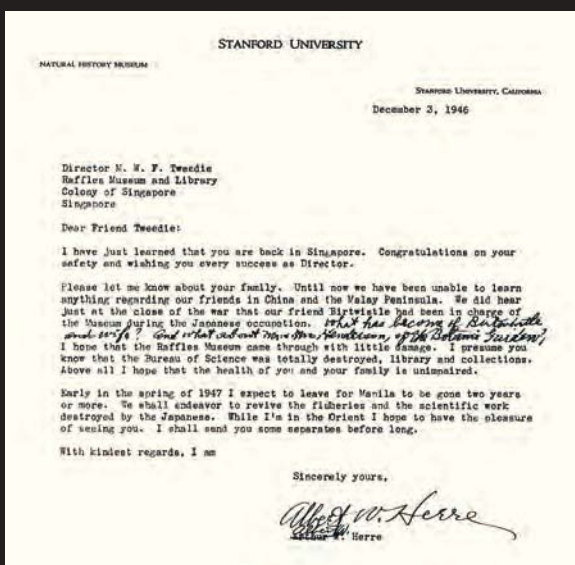 STANFORD UNIVERSITY
NATURAL HISTORY MUSEUM
STANFORD UNIVERSITY, CALIFORNIA
December 3, 1946
Director M. W. F. Tweedie
Raffles Museum and Library
Colony of Singapore
Singapore
Dear Friend Tweedie:
I have just learned that you are back in Singapore. Congratulations on your
safety and wishing you every success as Director.
Please let me know about your family. Until now we have been unable to learn
anything regarding our friends in China and the Malay Peninsula. We did hear
just at the close of the war that our friend Birtwistle had been in charge of
the Museum during the Japanese occupation. What has become of Birtwistle
and wife? And what about Henderson, of the Botanic Garden?
I hope that the Raffles Museum came through with little damage. I presume you
know that the Bureau of Science was totally destroyed, library and collections.
Above all I hope that the health of you and your family is unimpaired.
Early in the spring of 1947 I expect to leave for Manila to be gone two years
or more. We shall endeavor to revive the fisheries and the scientific work
destroyed by the Japanese. While I'm in the Orient I hope to have the pleasure
of seeing you. I shall send you some separates before long.
With kindest regards, I am
Sincerely yours,
Albert W. Herre
Herre